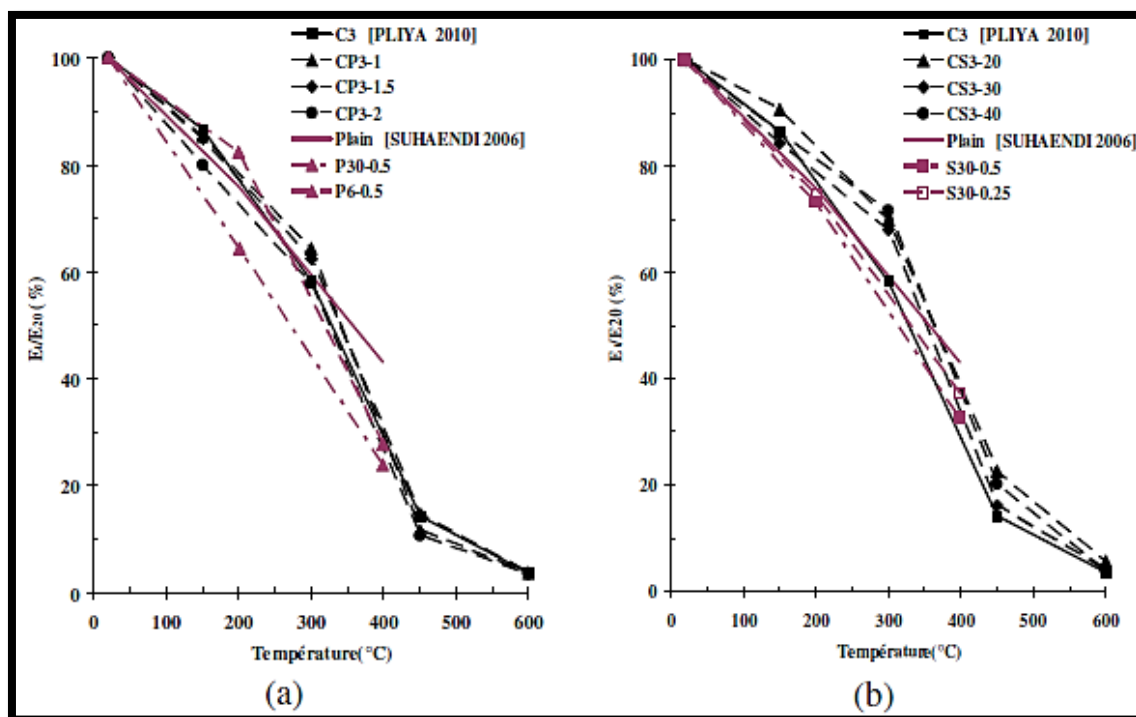 C3 [PLIYA 2010]
CP3-1
CP3-1.5
CP3-2
Plain [SUHAENDI 2006]
P30-0.5
P6-0.5
100
80
60
40
20
0
Et/E20 (%)
0 100 200 300 400 500 600
Température(°C)
(a)
C3 [PLIYA 2010]
CS3-20
CS3-30
CS3-40
Plain [SUHAENDI 2006]
S30-0.5
S30-0.25
100
80
60
40
20
0
Et/E20 (%)
0 100 200 300 400 500 600
Température(°C)
(b)